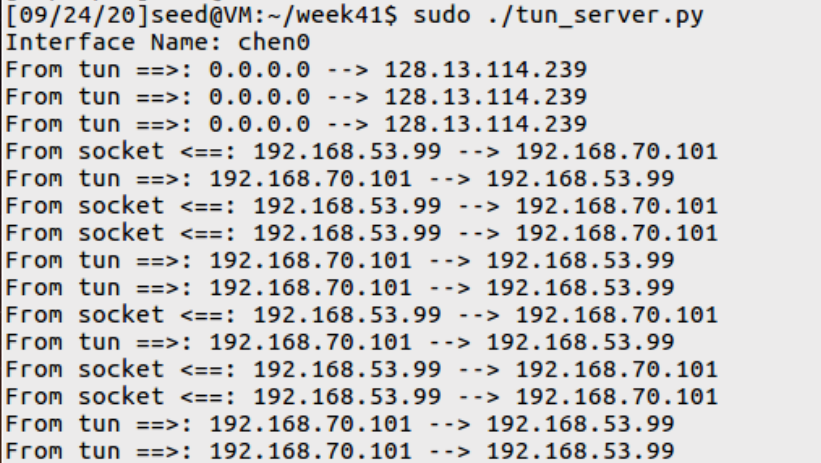 [09/24/20]seed@VM:~/week41$ sudo ./tun_server.py
Interface Name: chen0
From tun ==>: 0.0.0.0 --> 128.13.114.239
From tun ==>: 0.0.0.0 --> 128.13.114.239
From tun ==>: 0.0.0.0 --> 128.13.114.239
From socket <==: 192.168.53.99 --> 192.168.70.101
From tun ==>: 192.168.70.101 --> 192.168.53.99
From socket <==: 192.168.53.99 --> 192.168.70.101
From socket <==: 192.168.53.99 --> 192.168.70.101
From tun ==>: 192.168.70.101 --> 192.168.53.99
From tun ==>: 192.168.70.101 --> 192.168.53.99
From socket <==: 192.168.53.99 --> 192.168.70.101
From tun ==>: 192.168.70.101 --> 192.168.53.99
From socket <==: 192.168.53.99 --> 192.168.70.101
From socket <==: 192.168.53.99 --> 192.168.70.101
From tun ==>: 192.168.70.101 --> 192.168.53.99
From tun ==>: 192.168.70.101 --> 192.168.53.99